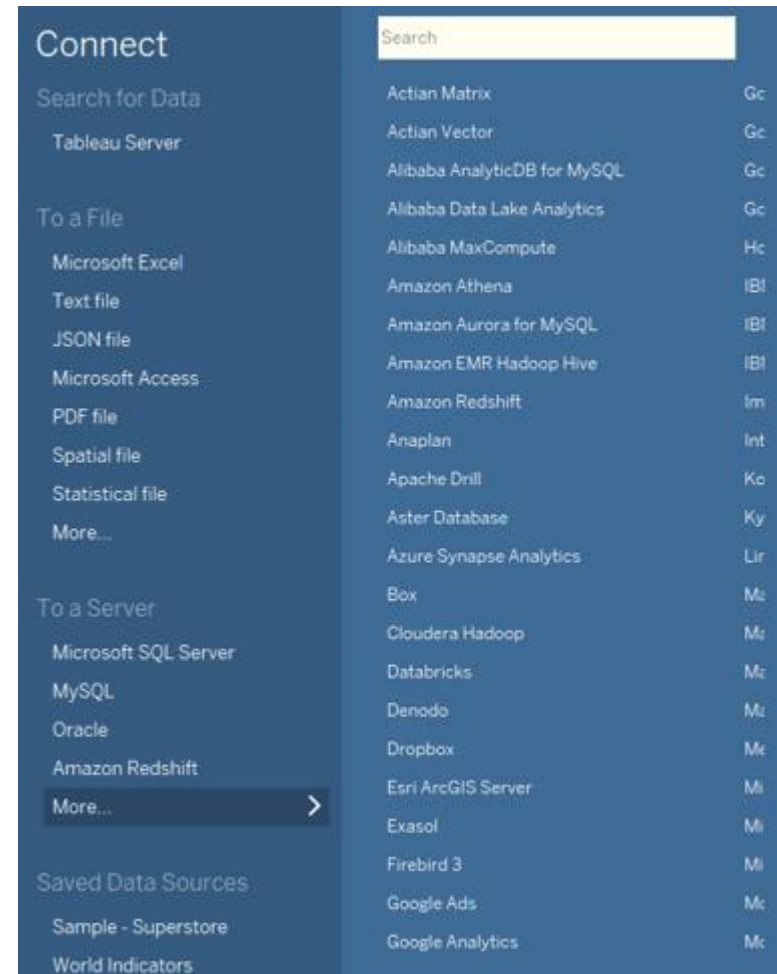 Connect
Search for Data
Tableau Server
To a File
Microsoft Excel
Text file
JSON file
Microsoft Access
PDF file
Spatial file
Statistical file
More...
To a Server
Microsoft SQL Server
MySQL
Oracle
Amazon Redshift
More...
Saved Data Sources
Sample - Superstore
World Indicators
Search
Actian Matrix
Actian Vector
Alibaba AnalyticDB for MySQL
Alibaba Data Lake Analytics
Alibaba MaxCompute
Amazon Athena
Amazon Aurora for MySQL
Amazon EMR Hadoop Hive
Amazon Redshift
Anaplan
Apache Drill
Aster Database
Azure Synapse Analytics
Box
Cloudera Hadoop
Databricks
Denodo
Dropbox
Esri ArcGIS Server
Exasol
Firebird 3
Google Ads
Google Analytics